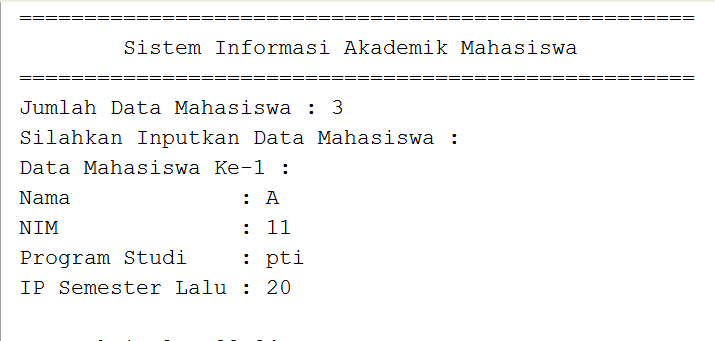 ====================================================
Sistem Informasi Akademik Mahasiswa
====================================================
Jumlah Data Mahasiswa : 3
Silahkan Inputkan Data Mahasiswa :
Data Mahasiswa Ke-1 :
Nama             : A
NIM              : 11
Program Studi    : pti
IP Semester Lalu : 20